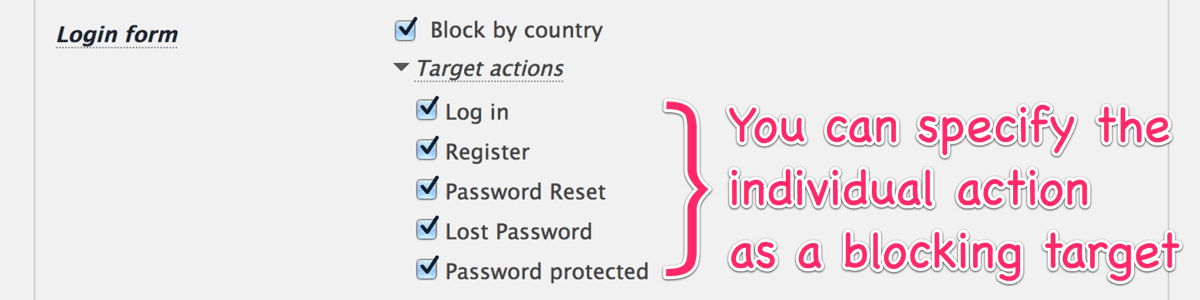 Login form
Block by country
Target actions
Log in
Register
Password Reset
Lost Password
Password protected
You can specify the
individual action
as a blocking target